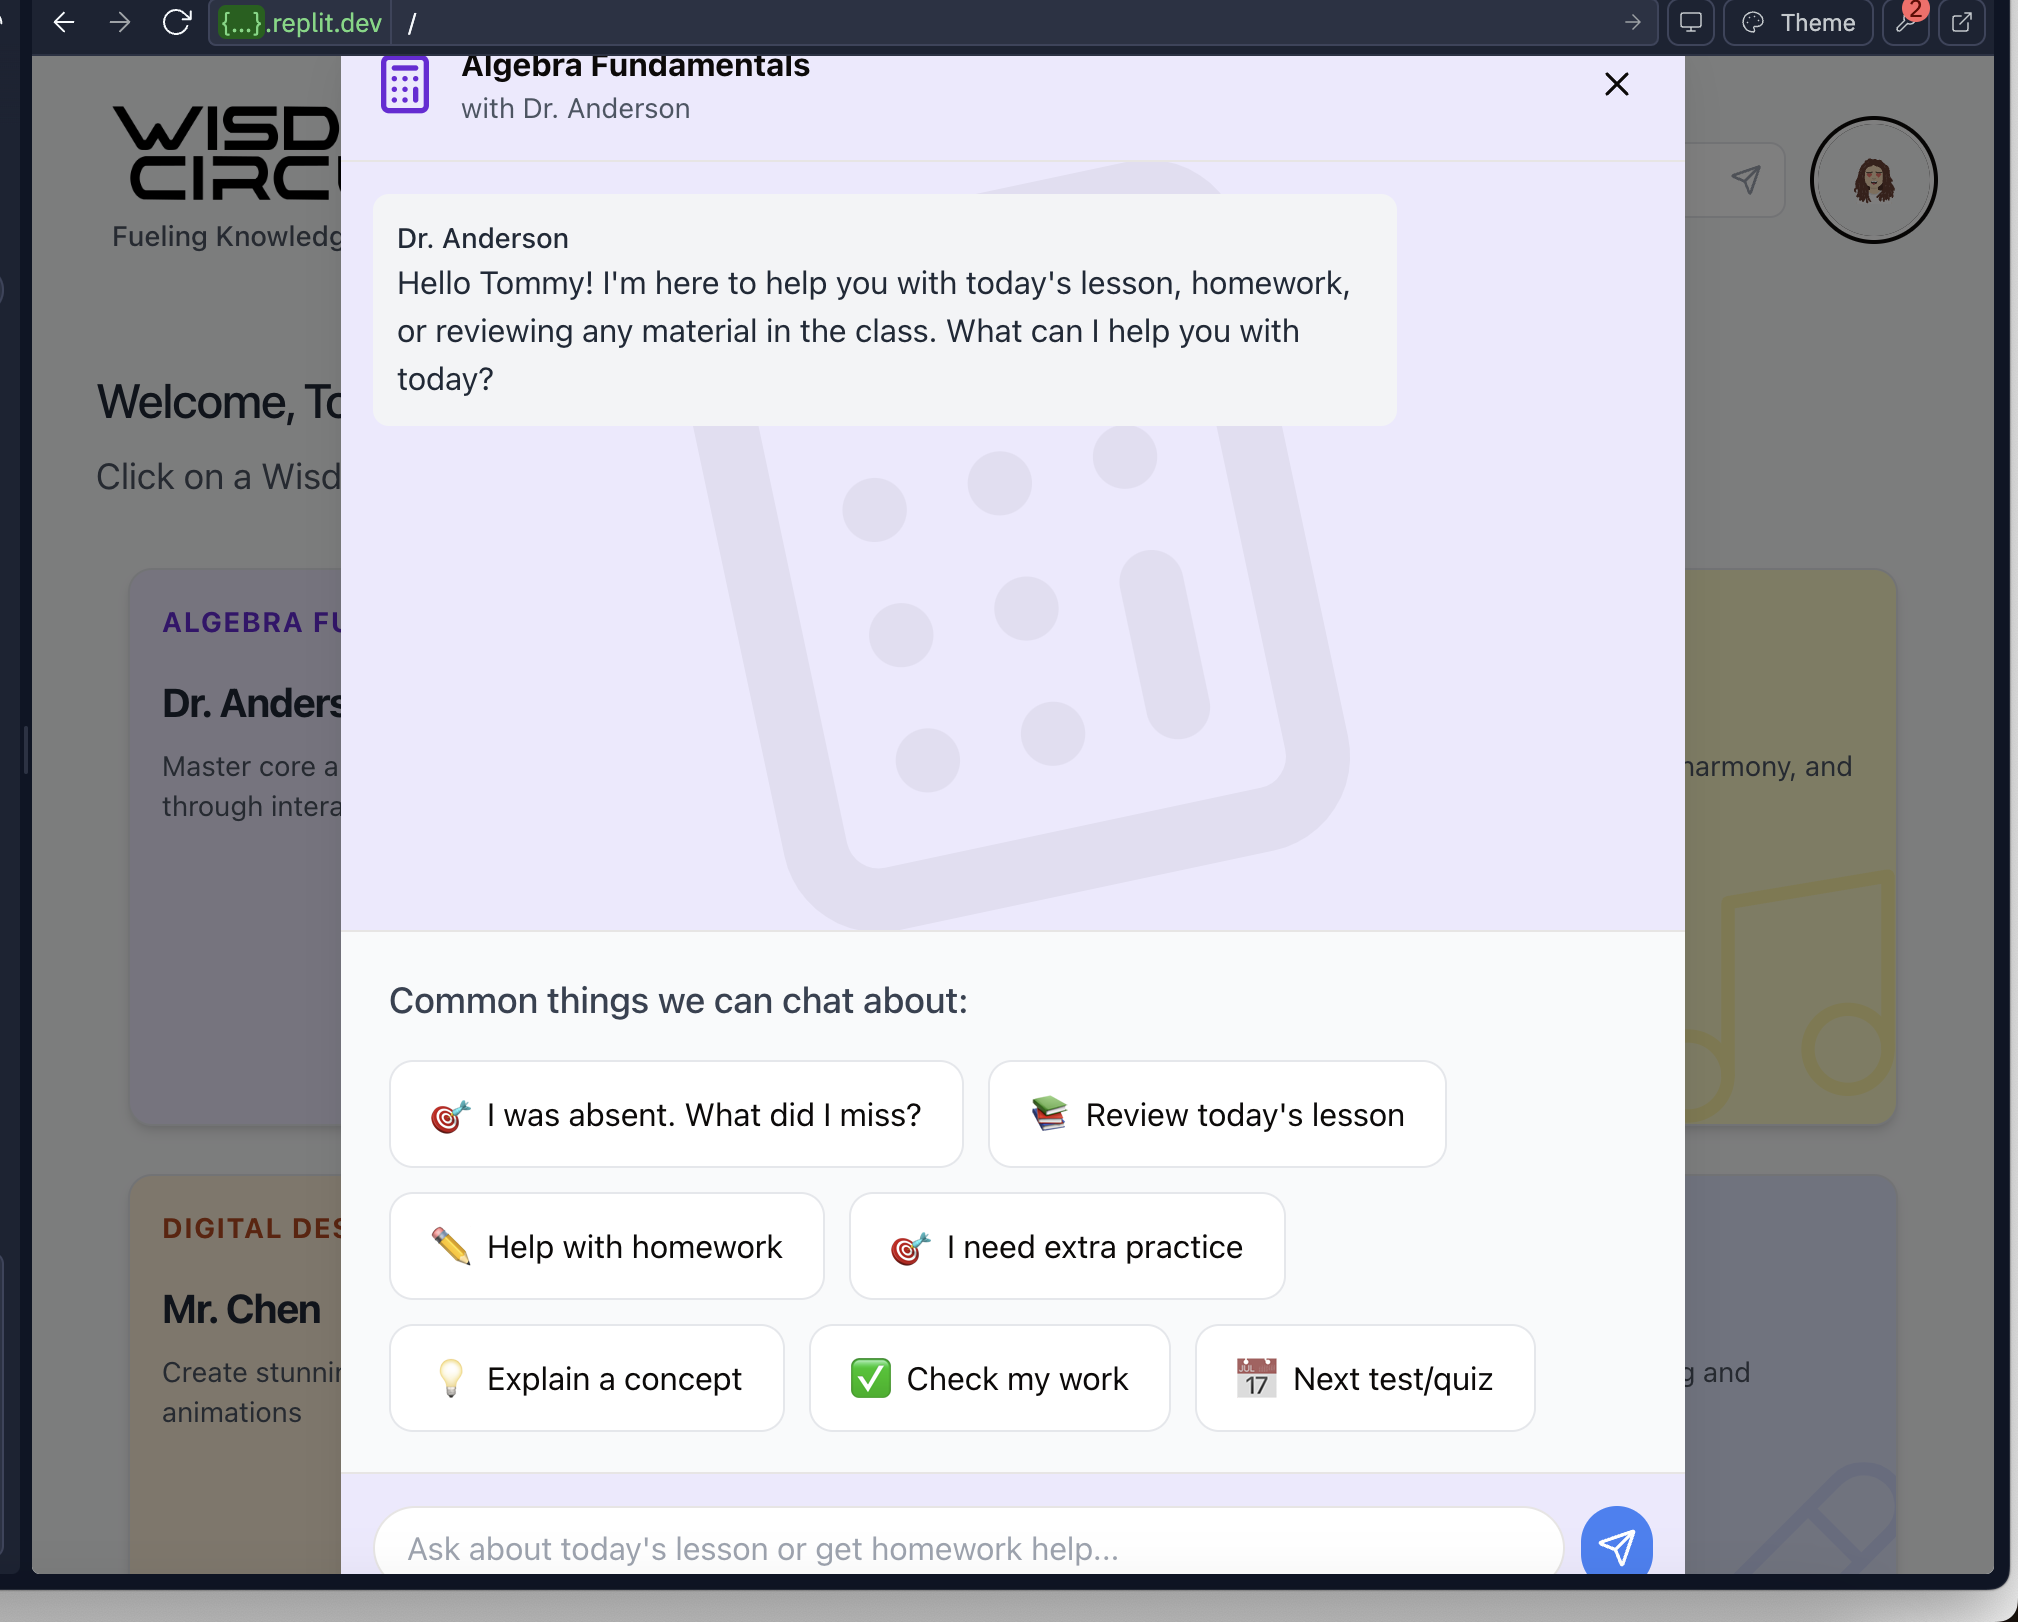 {...}.replit.dev /
Theme
2
Algebra Fundamentals
with Dr. Anderson
WISD
CIRC
Fueling Knowledg
Dr. Anderson
Hello Tommy! I'm here to help you with today's lesson, homework,
or reviewing any material in the class. What can I help you with
today?
Welcome, To
Click on a Wisd
ALGEBRA FU
Dr. Anders
Master core a
through intera
harmony, and
Common things we can chat about:
🎯 I was absent. What did I miss?
📚 Review today's lesson
✏️ Help with homework
🎯 I need extra practice
💡 Explain a concept
✅ Check my work
JUL
17
Next test/quiz
DIGITAL DES
Mr. Chen
Create stunnin
animations
g and
Ask about today's lesson or get homework help...